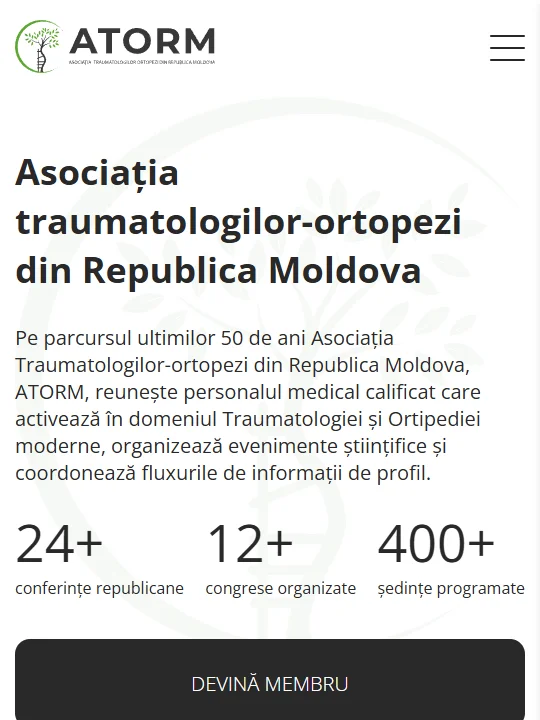 ATORM
ASOCIAȚIA TRAUMATOLOGILOR ORTOPEZI DIN REPUBLICA MOLDOVA
Asociația
traumatologilor-ortopezi
din Republica Moldova
Pe parcursul ultimilor 50 de ani Asociația
Traumatologilor-ortopezi din Republica Moldova,
ATORM, reunește personalul medical calificat care
activează în domeniul Traumatologiei și Ortipediei
moderne, organizează evenimente științifice și
coordonează fluxurile de informații de profil.
24+ 12+ 400+
conferințe republicane congrese organizate ședințe programate
DEVINĂ MEMBRU